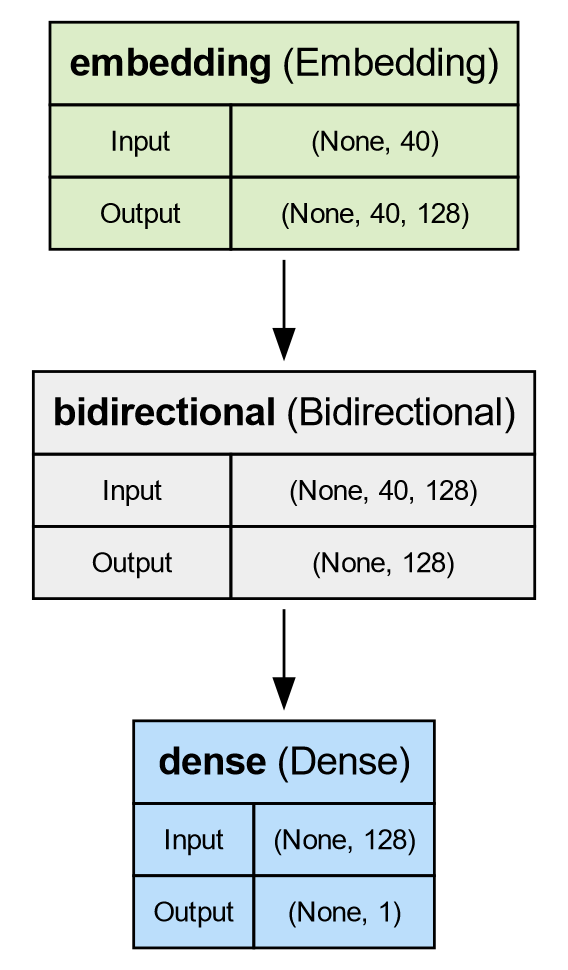 embedding (Embedding)
Input (None, 40)
Output (None, 40, 128)
bidirectional (Bidirectional)
Input (None, 40, 128)
Output (None, 128)
dense (Dense)
Input (None, 128)
Output (None, 1)